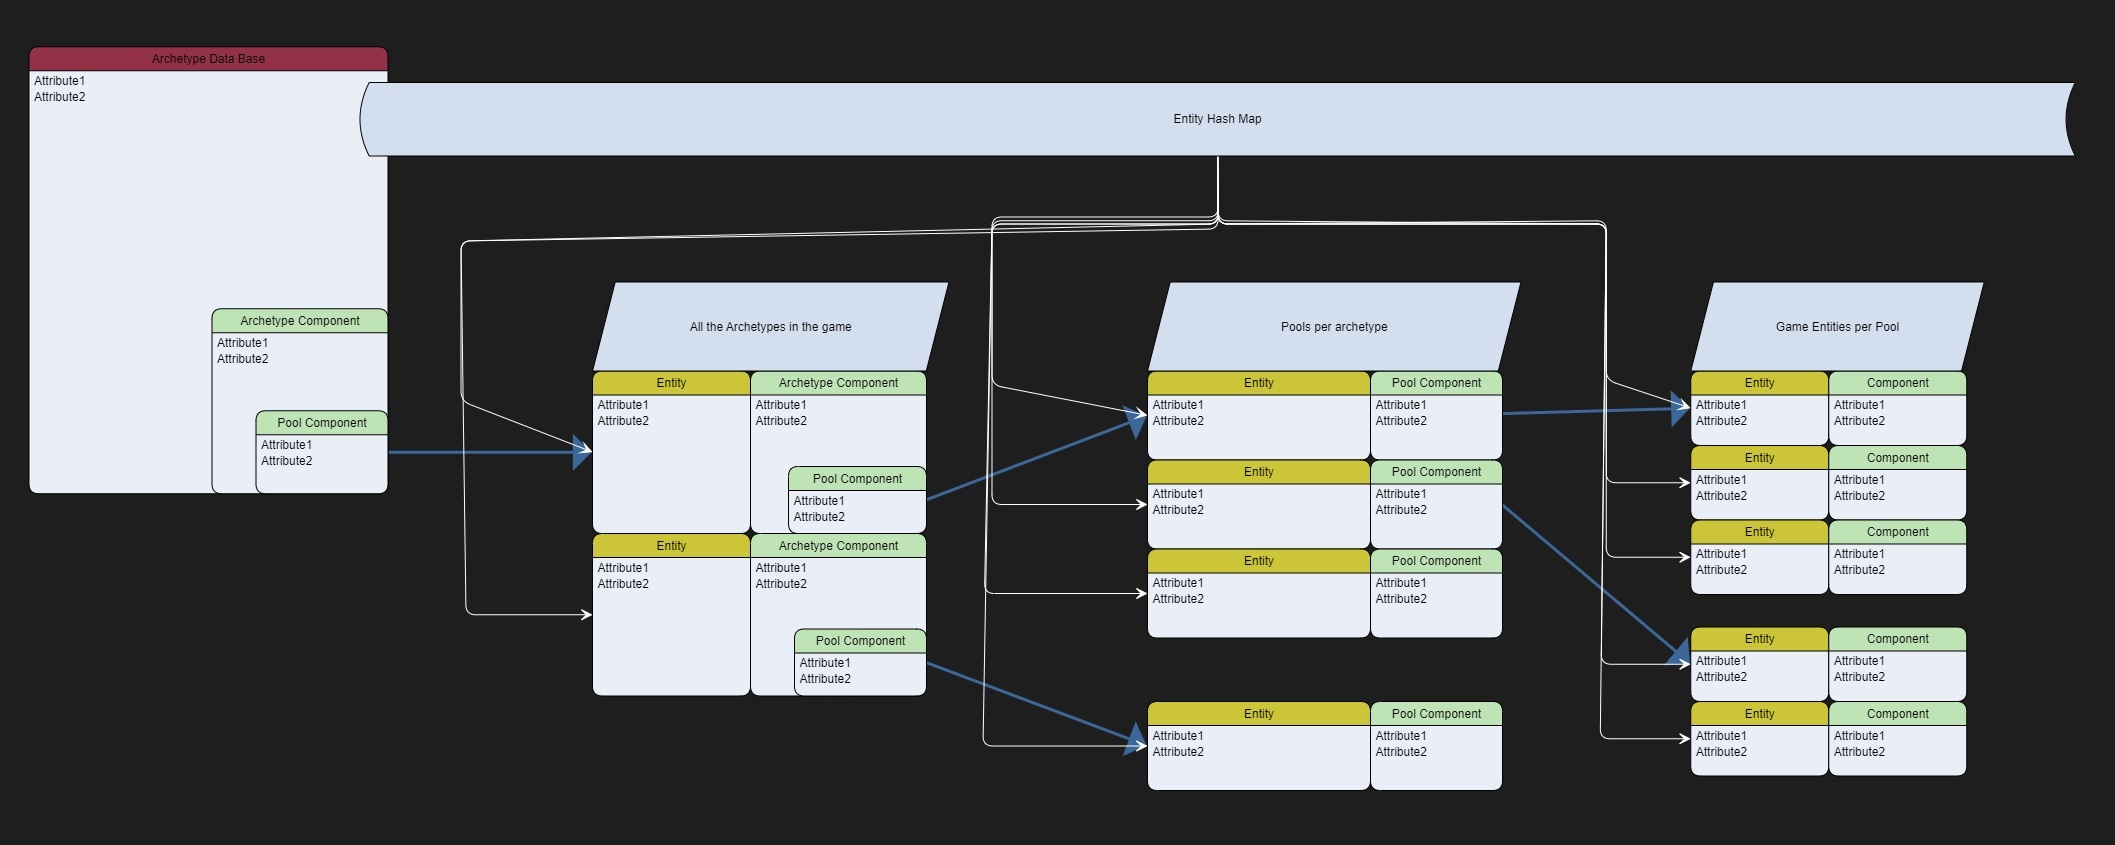 Archetype Data Base
Attribute1
Attribute2
Entity Hash Map
Archetype Component
Attribute1
Attribute2
Pool Component
Attribute1
Attribute2
All the Archetypes in the game
Entity
Attribute1
Attribute2
Archetype Component
Attribute1
Attribute2
Pool Component
Attribute1
Attribute2
Entity
Attribute1
Attribute2
Archetype Component
Attribute1
Attribute2
Pool Component
Attribute1
Attribute2
Pools per archetype
Entity
Attribute1
Attribute2
Pool Component
Attribute1
Attribute2
Entity
Attribute1
Attribute2
Pool Component
Attribute1
Attribute2
Entity
Attribute1
Attribute2
Pool Component
Attribute1
Attribute2
Entity
Attribute1
Attribute2
Pool Component
Attribute1
Attribute2
Game Entities per Pool
Entity
Attribute1
Attribute2
Component
Attribute1
Attribute2
Entity
Attribute1
Attribute2
Component
Attribute1
Attribute2
Entity
Attribute1
Attribute2
Component
Attribute1
Attribute2
Entity
Attribute1
Attribute2
Component
Attribute1
Attribute2
Entity
Attribute1
Attribute2
Component
Attribute1
Attribute2